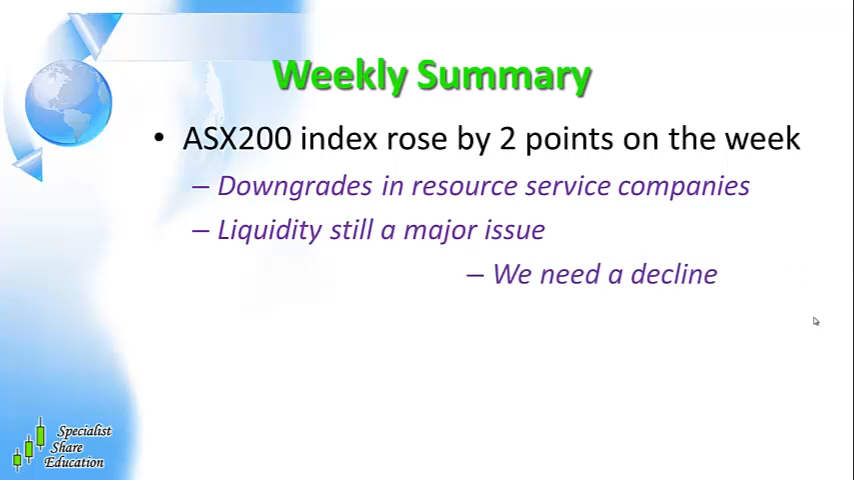 Weekly Summary
• ASX200 index rose by 2 points on the week
– Downgrades in resource service companies
– Liquidity still a major issue
– We need a decline
Specialist
Share
Education